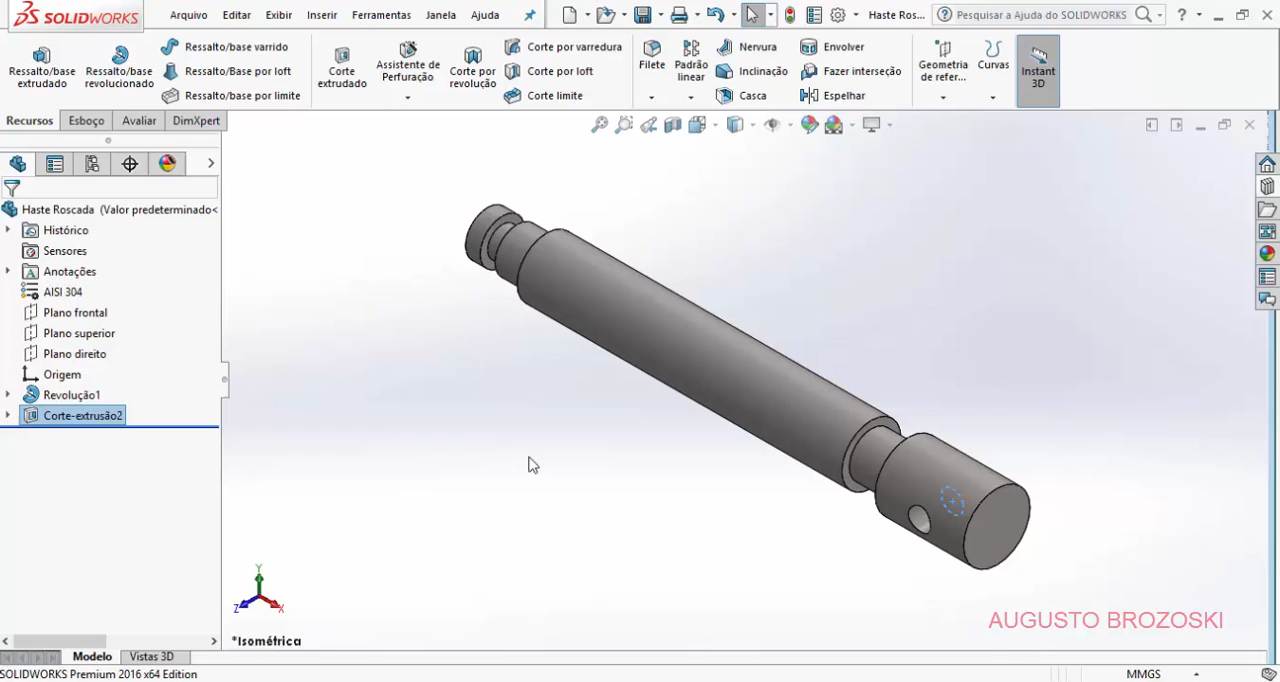 SOLIDWORKS
Arquivo
Editar
Exibir
Inserir
Ferramentas
Janela
Ajuda
Haste Ros...
Pesquisar a Ajuda do SOLIDWORKS
Ressalto/base extrudado
Ressalto/base revolucionado
Ressalto/base varrido
Ressalto/base por loft
Ressalto/base por limite
Corte extrudado
Assistente de Perfuração
Corte por revolução
Corte por varredura
Corte por loft
Corte limite
Filete
Padrão linear
Nervura
Inclinação
Casca
Envolver
Fazer interseção
Espelhar
Geometria de refer...
Curvas
Instant 3D
Recursos
Esboço
Avaliar
DimXpert
Haste Roscada (Valor predeterminado<
Histórico
Sensores
Anotações
AISI 304
Plano frontal
Plano superior
Plano direito
Origem
Revolução1
Corte-extrusão2
Y
Z
X
*Isométrica
AUGUSTO BROZOSKI
Modelo
Vistas 3D
SOLIDWORKS Premium 2016 x64 Edition
MMGS